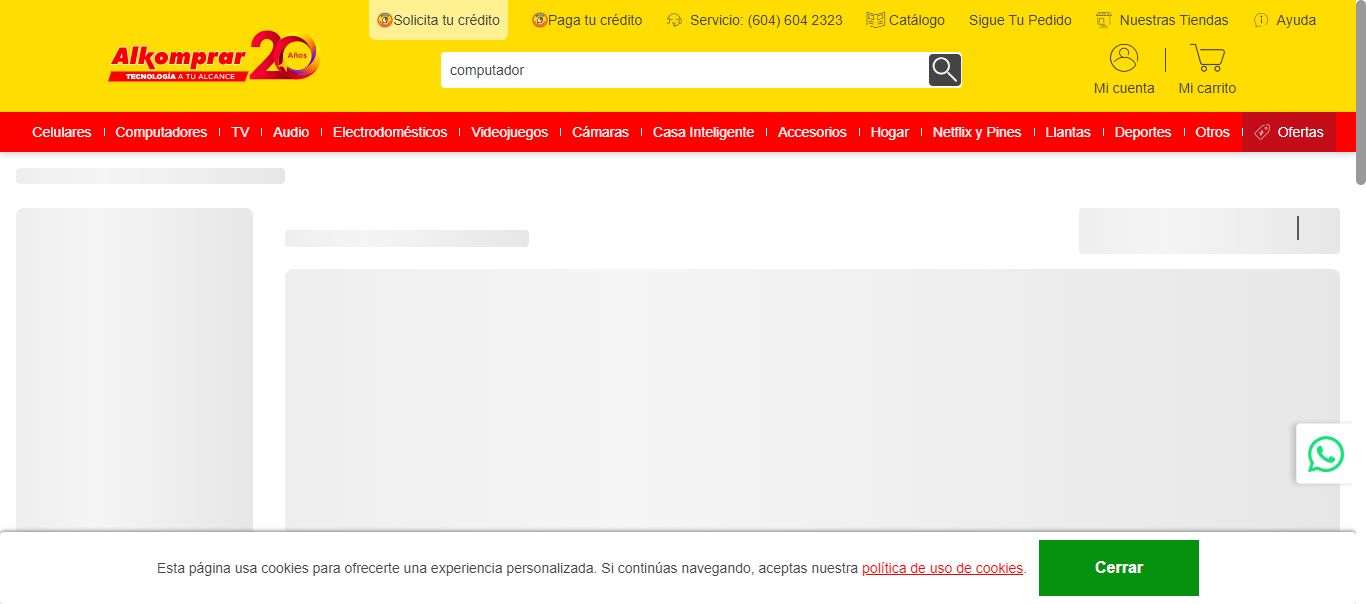 Solicita tu crédito
Paga tu crédito
Servicio: (604) 604 2323
Catálogo
Sigue Tu Pedido
Nuestras Tiendas
Ayuda
Alkomprar 20 Años
TECNOLOGÍA A TU ALCANCE
computador
Mi cuenta
Mi carrito
Celulares
Computadores
TV
Audio
Electrodomésticos
Videojuegos
Cámaras
Casa Inteligente
Accesorios
Hogar
Netflix y Pines
Llantas
Deportes
Otros
Ofertas
Esta página usa cookies para ofrecerte una experiencia personalizada. Si continúas navegando, aceptas nuestra política de uso de cookies.
Cerrar